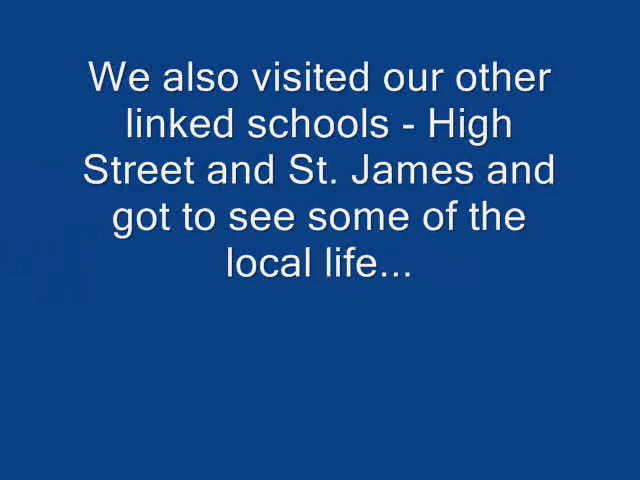 We also visited our other
linked schools - High
Street and St. James and
got to see some of the
local life...